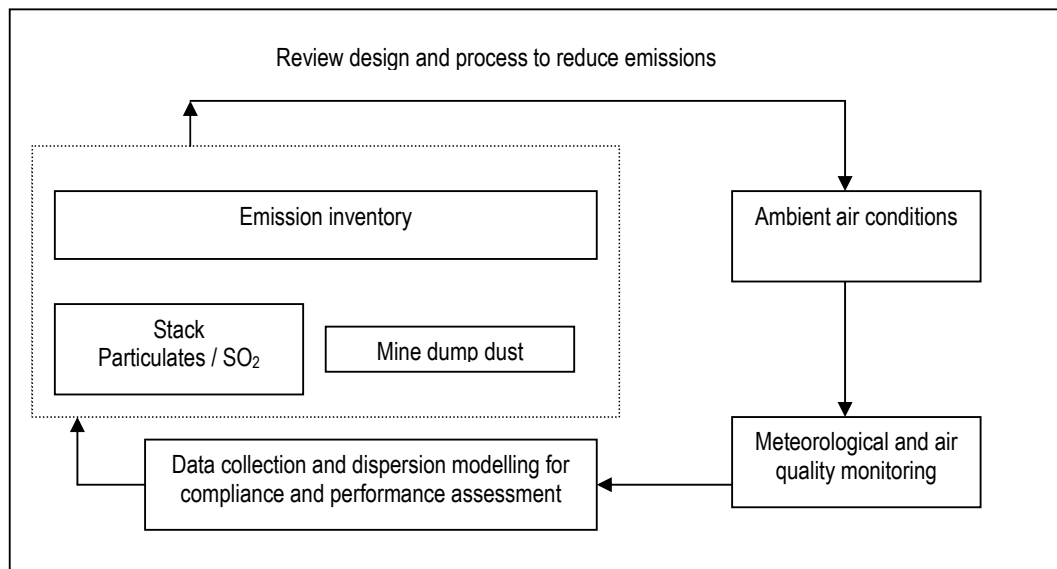 Review design and process to reduce emissions
Emission inventory
Ambient air conditions
Stack
Particulates / SO₂
Mine dump dust
Data collection and dispersion modelling for
compliance and performance assessment
Meteorological and air
quality monitoring